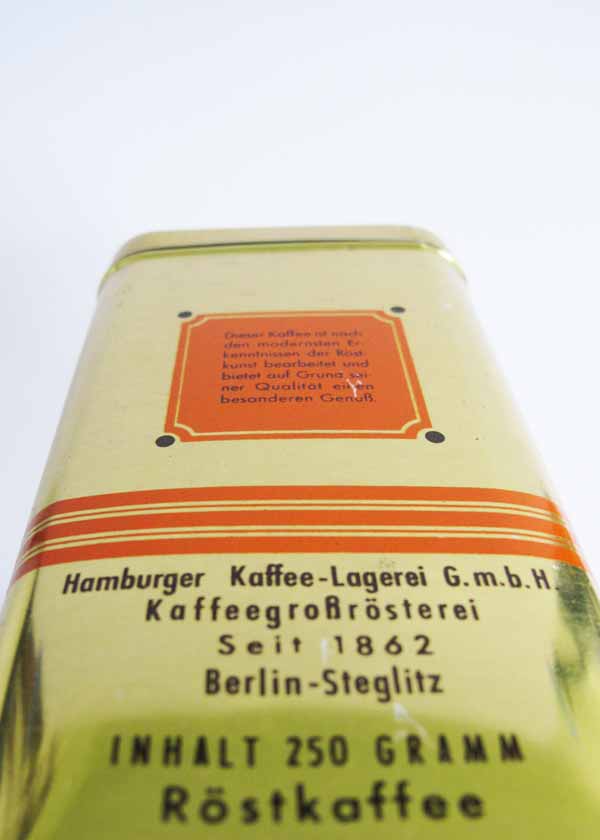 Dieser Kaffee ist nach
den modernsten Er-
kenntnissen der Röst-
kunst bearbeitet und
bietet auf Grund sei-
ner Qualität einen
besonderen Genuß.
Hamburger Kaffee-Lagerei G.m.b.H.
Kaffeegroßrösterei
Seit 1862
Berlin-Steglitz
INHALT 250 GRAMM
Röstkaffee